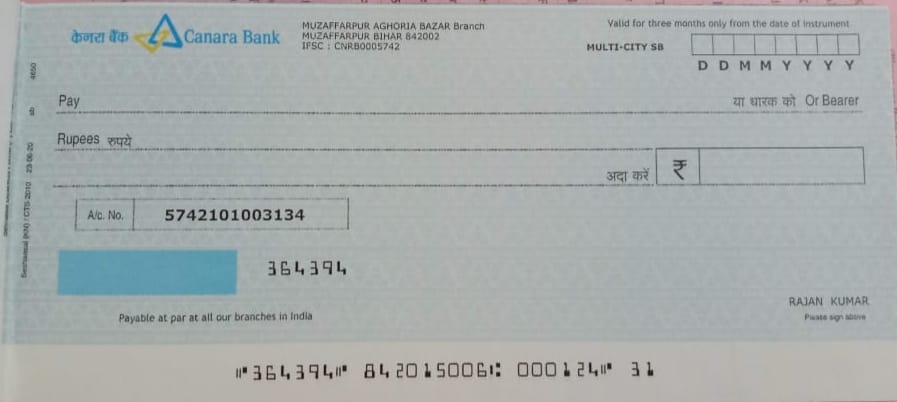 केनरा बैंक Canara Bank
MUZAFFARPUR AGHORIA BAZAR Branch
MUZAFFARPUR BIHAR 842002
IFSC : CNRB0005742
Valid for three months only from the date of instrument
MULTI-CITY SB
D D M M Y Y Y Y
Pay
या धारक को Or Bearer
Rupees रुपये
अदा करें ₹
A/c. No. 5742101003134
364394
RAJAN KUMAR
Please sign above
Payable at par at all our branches in India
⑈364394⑈ 842015006⑆ 000124⑈ 31
4650
sb
/ CTS-2010